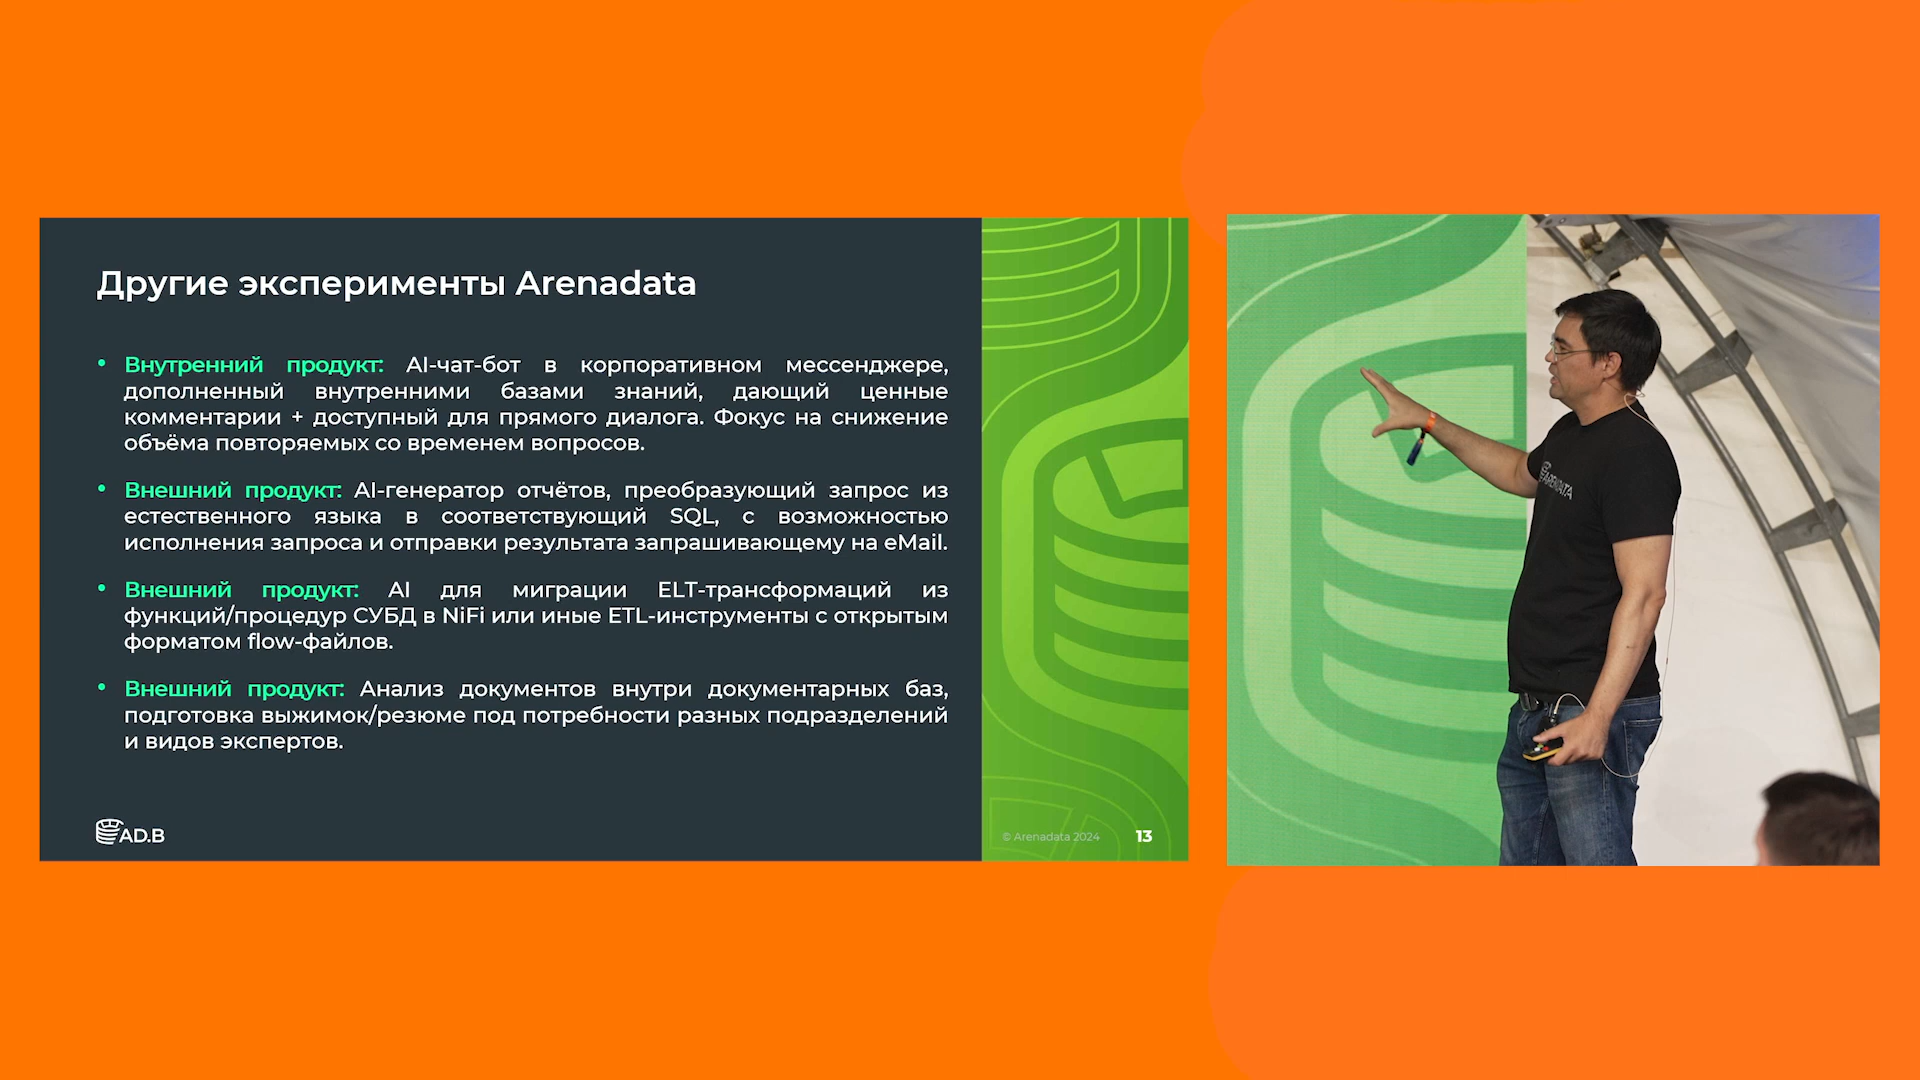 Другие эксперименты Arenadata
• Внутренний продукт: AI-чат-бот в корпоративном мессенджере,
дополненный внутренними базами знаний, дающий ценные
комментарии + доступный для прямого диалога. Фокус на снижение
объёма повторяемых со временем вопросов.
• Внешний продукт: AI-генератор отчётов, преобразующий запрос из
естественного языка в соответствующий SQL, с возможностью
исполнения запроса и отправки результата запрашивающему на eMail.
• Внешний продукт: AI для миграции ELT-трансформаций из
функций/процедур СУБД в NiFi или иные ETL-инструменты с открытым
форматом flow-файлов.
• Внешний продукт: Анализ документов внутри документарных баз,
подготовка выжимок/резюме под потребности разных подразделений
и видов экспертов.
AD.B
© Arenadata 2024
13
ARENADATA